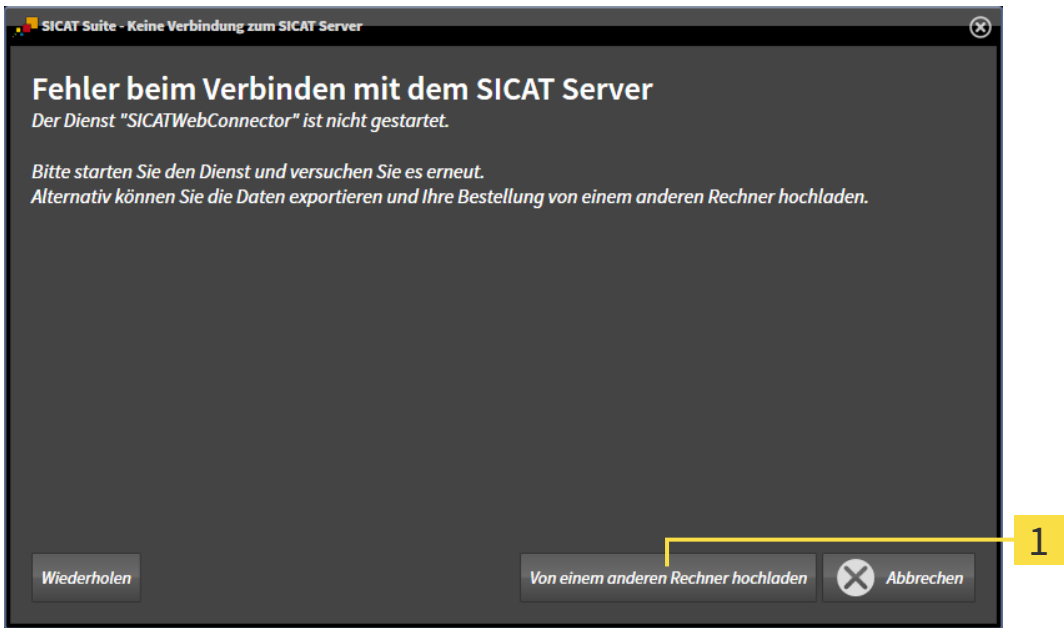 SICAT Suite - Keine Verbindung zum SICAT Server
Fehler beim Verbinden mit dem SICAT Server
Der Dienst "SICATWebConnector" ist nicht gestartet.
Bitte starten Sie den Dienst und versuchen Sie es erneut.
Alternativ können Sie die Daten exportieren und Ihre Bestellung von einem anderen Rechner hochladen.
1
Wiederholen
Von einem anderen Rechner hochladen
Abbrechen